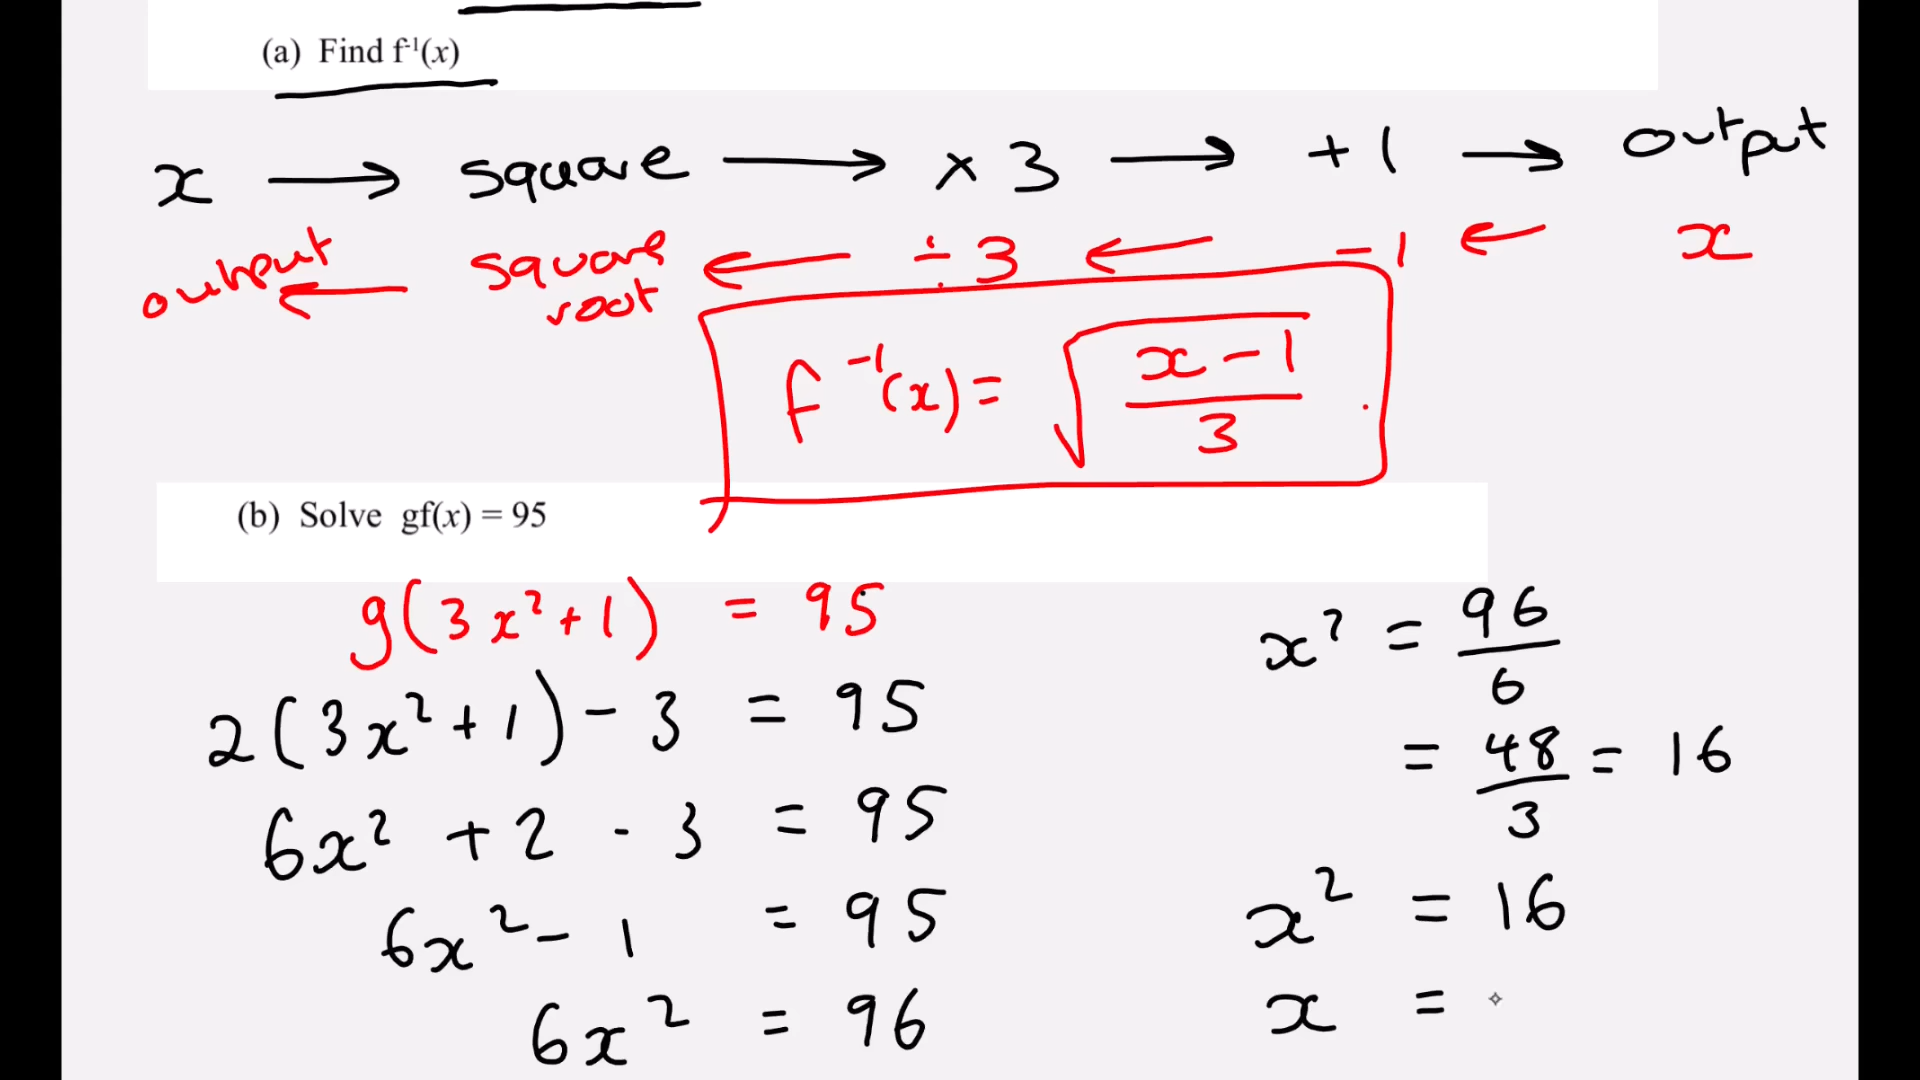 (a) Find f⁻¹(x)
x → square → × 3 → + 1 → output
output ← square root ← ÷ 3 ← − 1 ← x
f⁻¹(x) = √((x − 1)/3)
(b) Solve gf(x) = 95
g(3x² + 1) = 95
2(3x² + 1) − 3 = 95
6x² + 2 - 3 = 95
6x² − 1 = 95
6x² = 96
x² = 96/6
= 48/3 = 16
x² = 16
x =